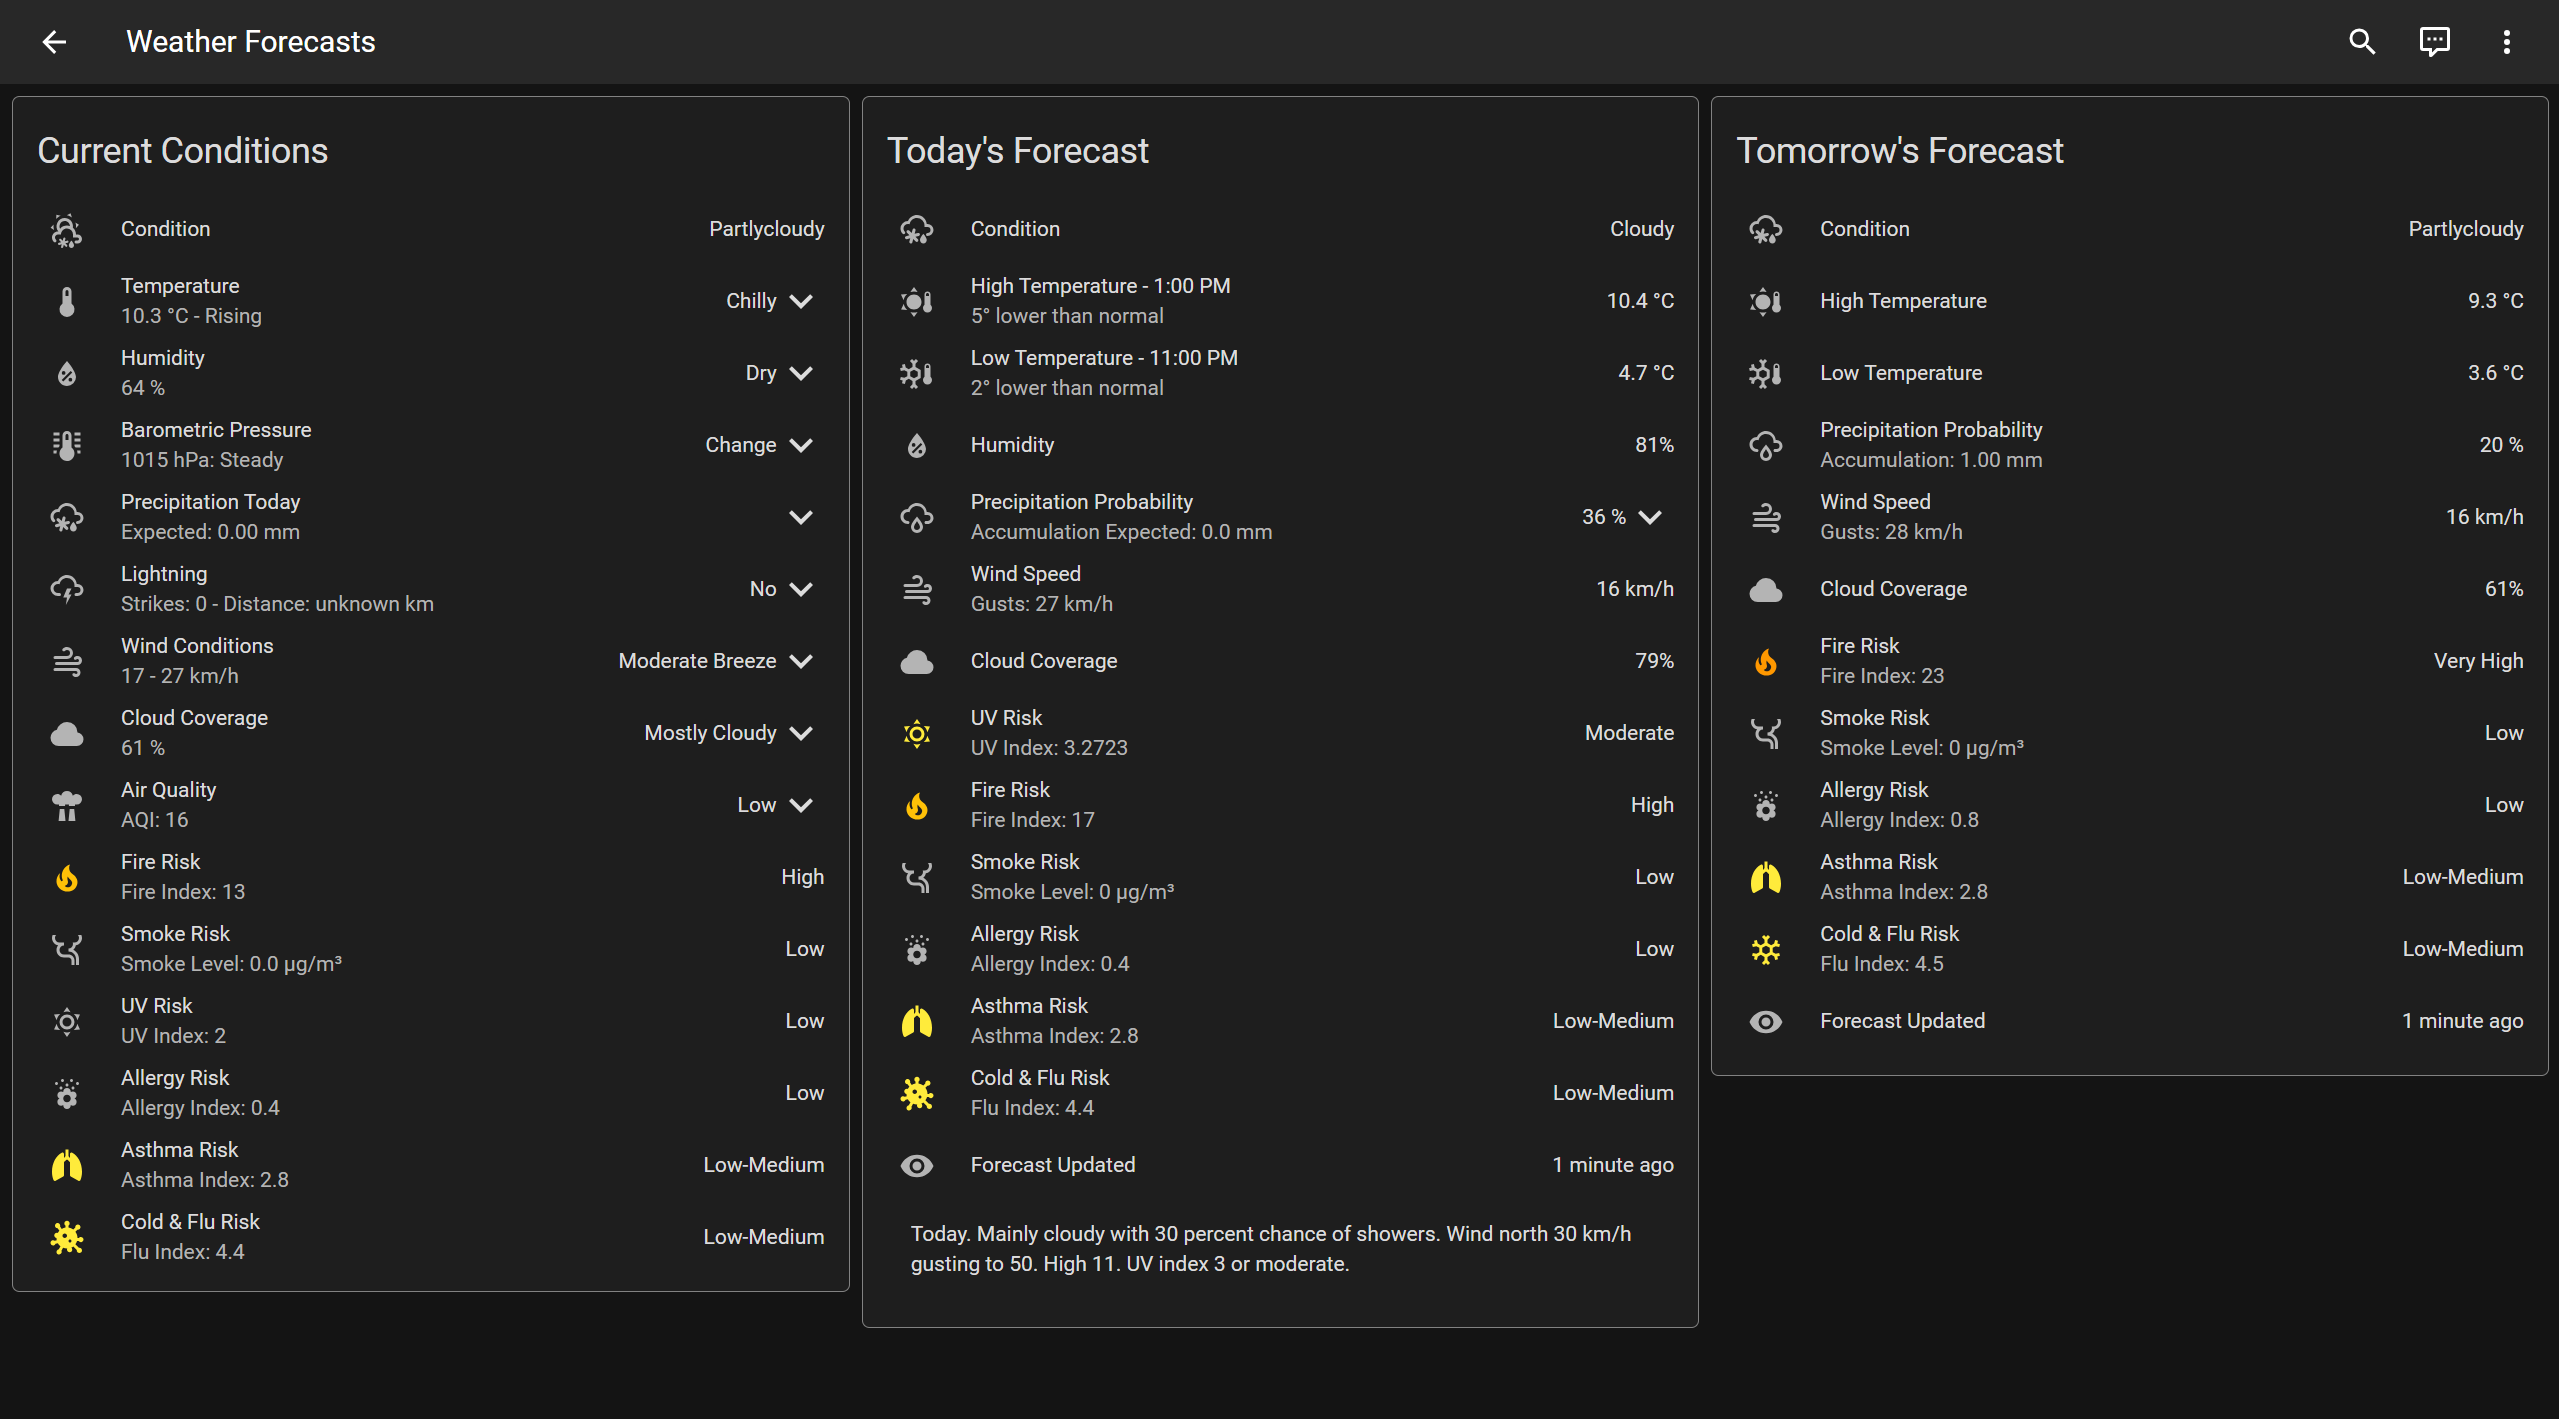 Weather Forecasts
Current Conditions
Condition
Partlycloudy
Temperature
10.3 °C - Rising
Chilly
Humidity
64 %
Dry
Barometric Pressure
1015 hPa: Steady
Change
Precipitation Today
Expected: 0.00 mm
Lightning
Strikes: 0 - Distance: unknown km
No
Wind Conditions
17 - 27 km/h
Moderate Breeze
Cloud Coverage
61 %
Mostly Cloudy
Air Quality
AQI: 16
Low
Fire Risk
Fire Index: 13
High
Smoke Risk
Smoke Level: 0.0 µg/m³
Low
UV Risk
UV Index: 2
Low
Allergy Risk
Allergy Index: 0.4
Low
Asthma Risk
Asthma Index: 2.8
Low-Medium
Cold & Flu Risk
Flu Index: 4.4
Low-Medium
Today's Forecast
Condition
Cloudy
High Temperature - 1:00 PM
5° lower than normal
10.4 °C
Low Temperature - 11:00 PM
2° lower than normal
4.7 °C
Humidity
81%
Precipitation Probability
Accumulation Expected: 0.0 mm
36 %
Wind Speed
Gusts: 27 km/h
16 km/h
Cloud Coverage
79%
UV Risk
UV Index: 3.2723
Moderate
Fire Risk
Fire Index: 17
High
Smoke Risk
Smoke Level: 0 µg/m³
Low
Allergy Risk
Allergy Index: 0.4
Low
Asthma Risk
Asthma Index: 2.8
Low-Medium
Cold & Flu Risk
Flu Index: 4.4
Low-Medium
Forecast Updated
1 minute ago
Today. Mainly cloudy with 30 percent chance of showers. Wind north 30 km/h
gusting to 50. High 11. UV index 3 or moderate.
Tomorrow's Forecast
Condition
Partlycloudy
High Temperature
9.3 °C
Low Temperature
3.6 °C
Precipitation Probability
Accumulation: 1.00 mm
20 %
Wind Speed
Gusts: 28 km/h
16 km/h
Cloud Coverage
61%
Fire Risk
Fire Index: 23
Very High
Smoke Risk
Smoke Level: 0 µg/m³
Low
Allergy Risk
Allergy Index: 0.8
Low
Asthma Risk
Asthma Index: 2.8
Low-Medium
Cold & Flu Risk
Flu Index: 4.5
Low-Medium
Forecast Updated
1 minute ago